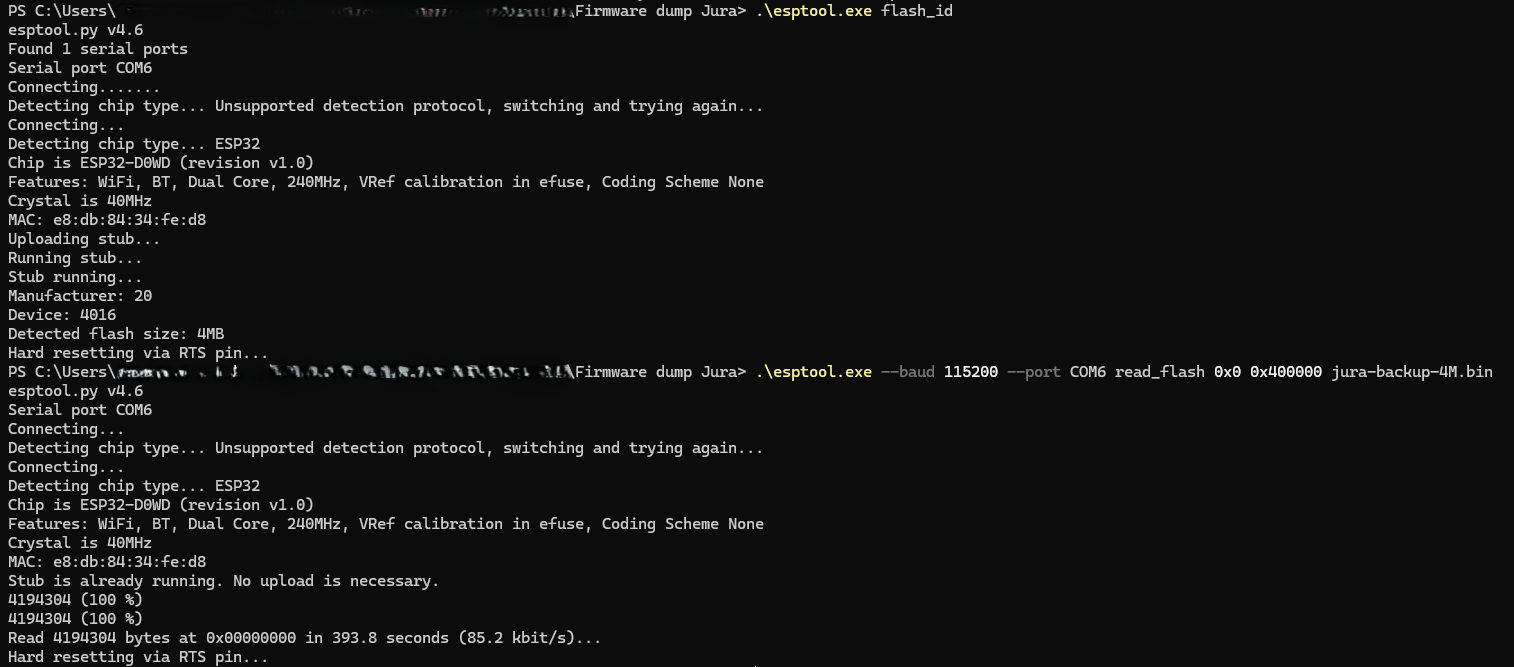 PS C:\Users\ \Firmware dump Jura> .\esptool.exe flash_id
esptool.py v4.6
Found 1 serial ports
Serial port COM6
Connecting.......
Detecting chip type... Unsupported detection protocol, switching and trying again...
Connecting...
Detecting chip type... ESP32
Chip is ESP32-D0WD (revision v1.0)
Features: WiFi, BT, Dual Core, 240MHz, VRef calibration in efuse, Coding Scheme None
Crystal is 40MHz
MAC: e8:db:84:34:fe:d8
Uploading stub...
Running stub...
Stub running...
Manufacturer: 20
Device: 4016
Detected flash size: 4MB
Hard resetting via RTS pin...
PS C:\Users\ \Firmware dump Jura> .\esptool.exe --baud 115200 --port COM6 read_flash 0x0 0x400000 jura-backup-4M.bin
esptool.py v4.6
Serial port COM6
Connecting...
Detecting chip type... Unsupported detection protocol, switching and trying again...
Connecting...
Detecting chip type... ESP32
Chip is ESP32-D0WD (revision v1.0)
Features: WiFi, BT, Dual Core, 240MHz, VRef calibration in efuse, Coding Scheme None
Crystal is 40MHz
MAC: e8:db:84:34:fe:d8
Stub is already running. No upload is necessary.
4194304 (100 %)
4194304 (100 %)
Read 4194304 bytes at 0x00000000 in 393.8 seconds (85.2 kbit/s)...
Hard resetting via RTS pin...